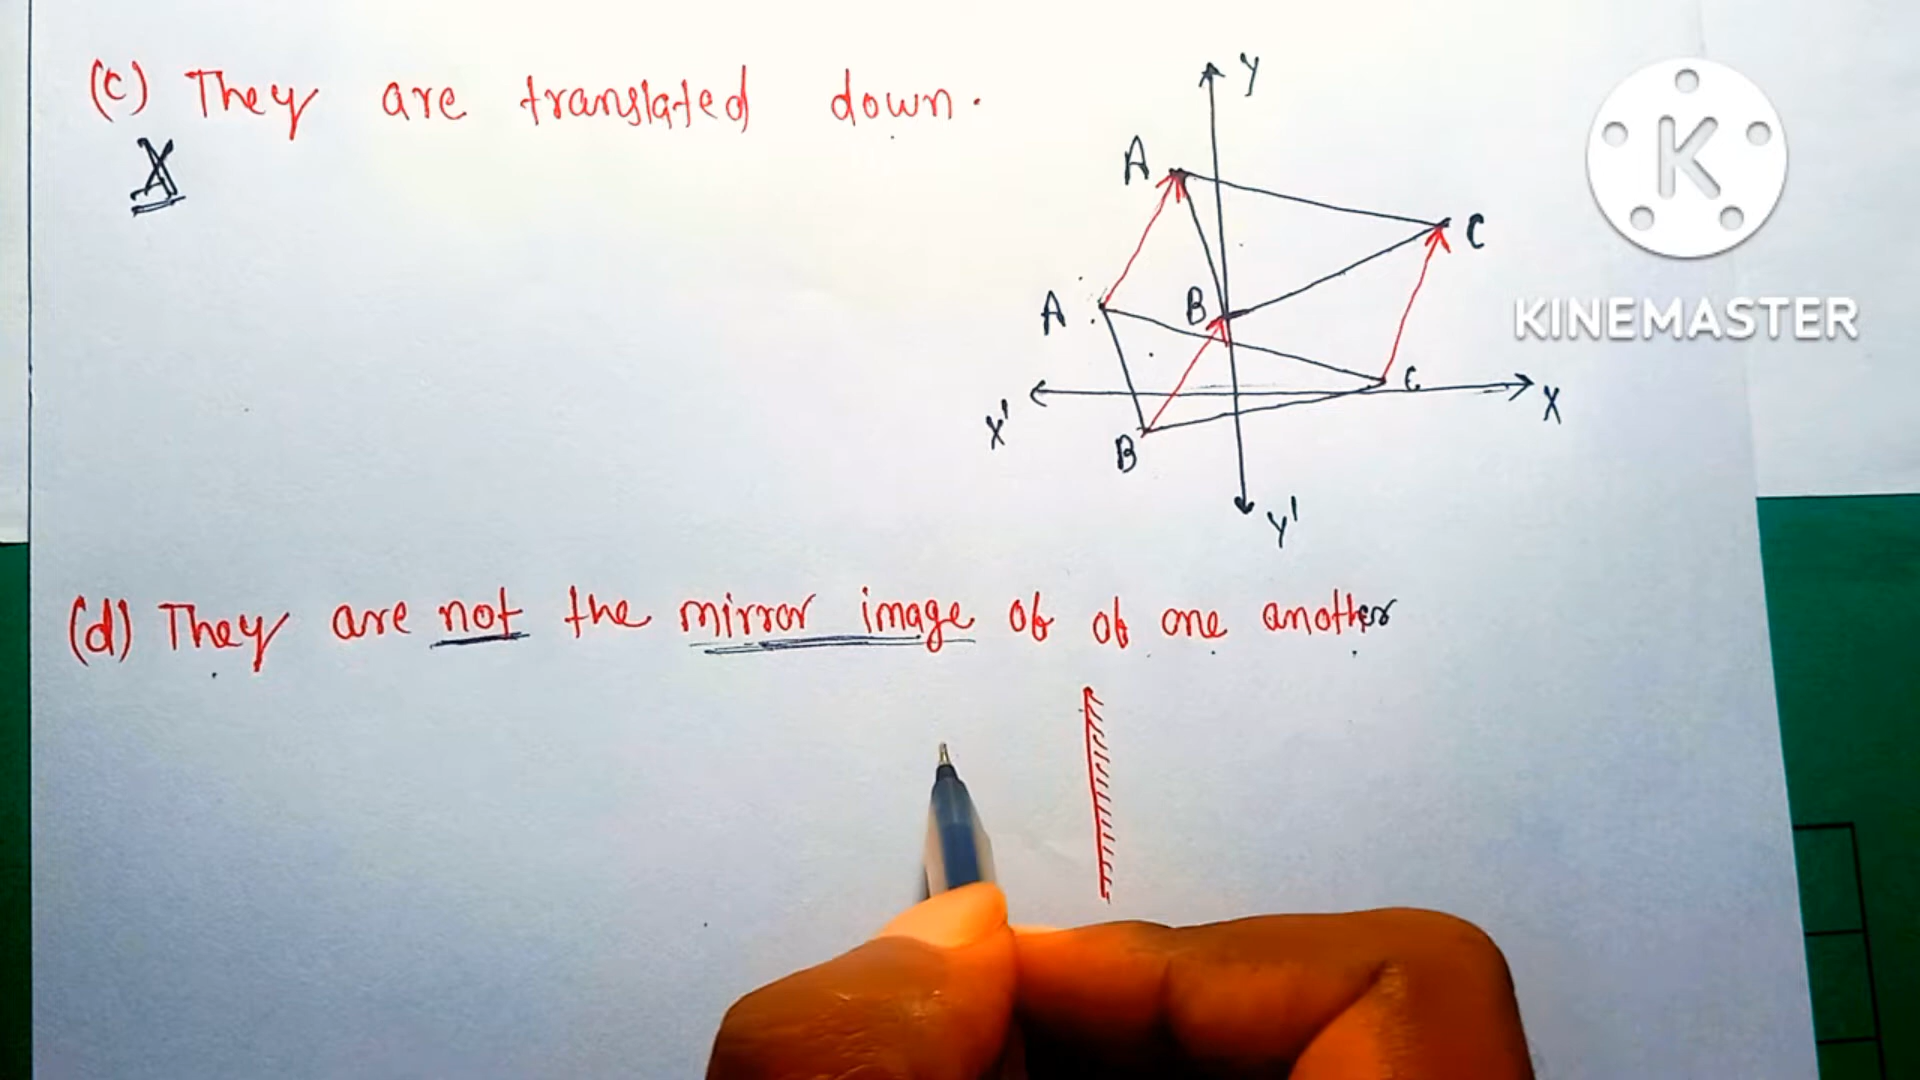 (c) They are translated down.
X
Y
A
C
A
B
C
X'
X
B
Y'
K
KINEMASTER
(d) They are not the mirror image of of one another